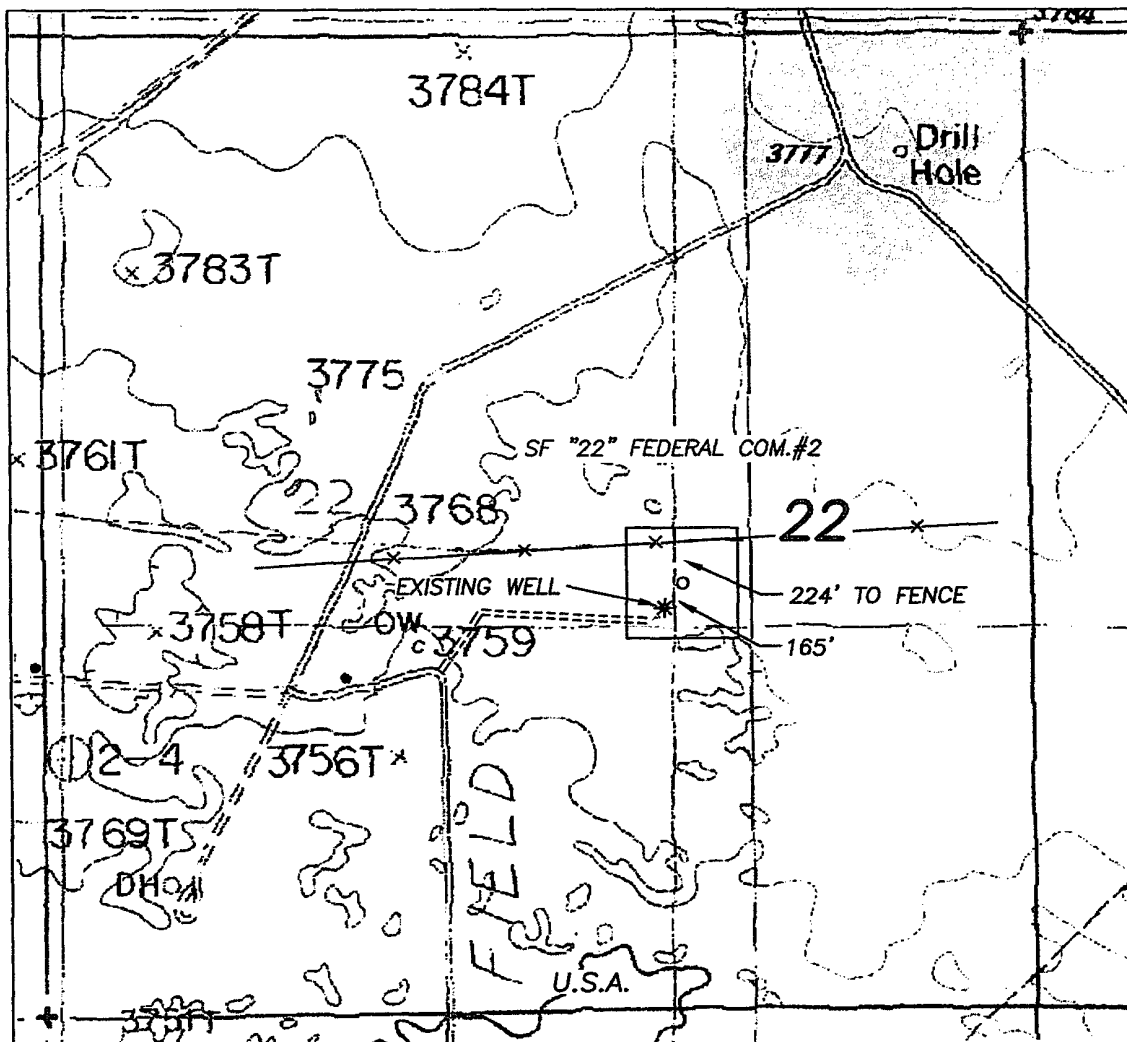 3784
3784T
Drill
Hole
3777
3783T
3775
SF "22" FEDERAL COM.#2
3761T
22
3768
22
EXISTING WELL
224' TO FENCE
3758T
OW
3759
165'
2-4
3756T
3769T
DH
FIELD
U.S.A.